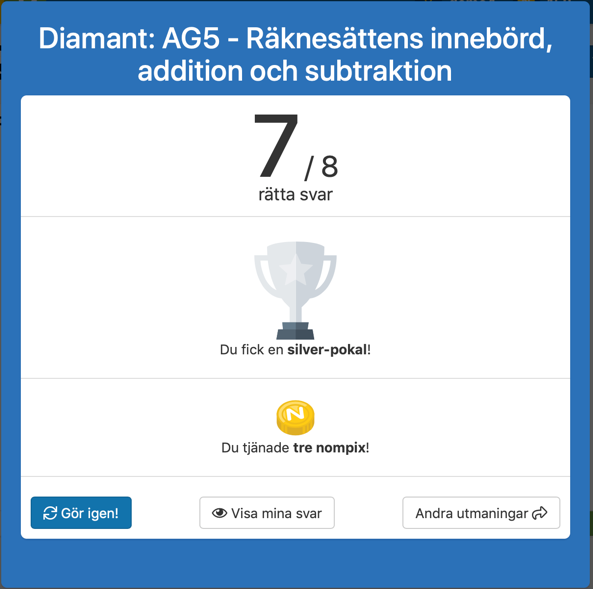 Diamant: AG5 - Räknesättens innebörd,
addition och subtraktion
7 / 8
rätta svar
Du fick en silver-pokal!
N
Du tjänade tre nompix!
Gör igen!
Visa mina svar
Andra utmaningar